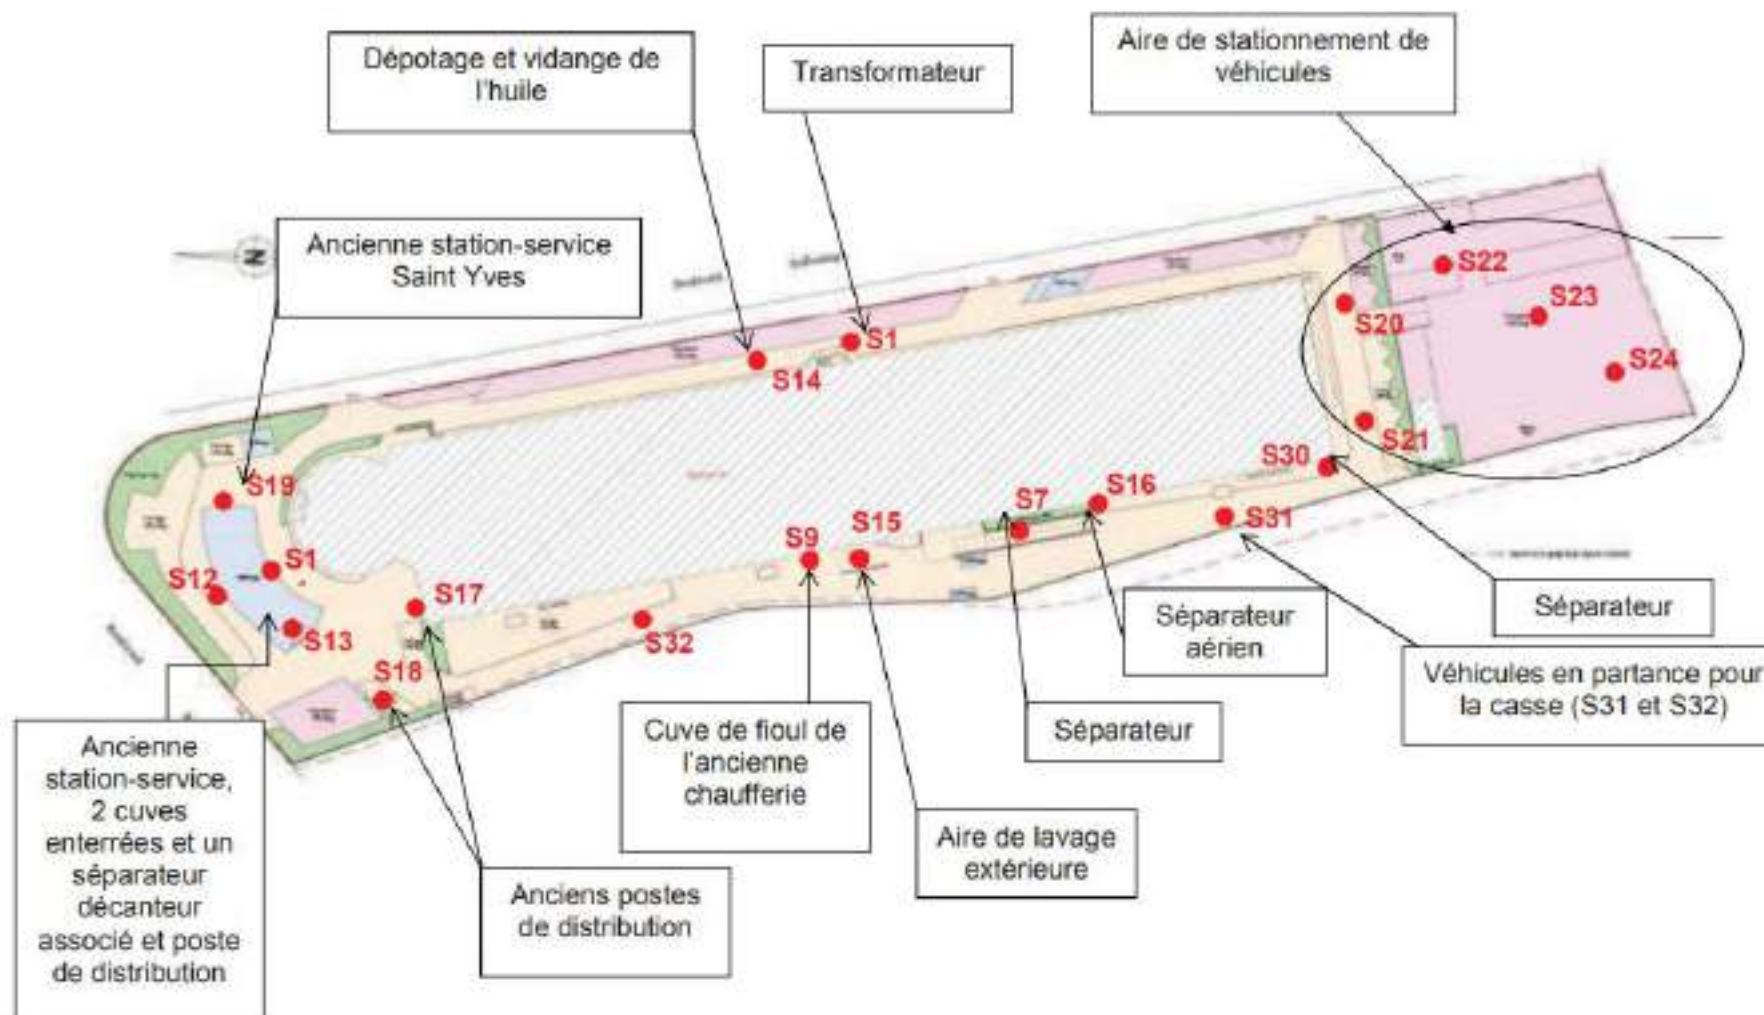 Dépotage et vidange de
l'huile
Transformateur
Aire de stationnement de
véhicules
Ancienne station-service
Saint Yves
N
S22
S23
S20
S24
S1
S14
S21
S30
S19
S16
S7
S31
S15
S9
S1
S12
S17
S13
S32
S18
Séparateur
Séparateur
aérien
Véhicules en partance pour
la casse (S31 et S32)
Séparateur
Cuve de fioul de
l'ancienne
chaufferie
Aire de lavage
extérieure
Anciens postes
de distribution
Ancienne
station-service,
2 cuves
enterrées et un
séparateur
décanteur
associé et poste
de distribution